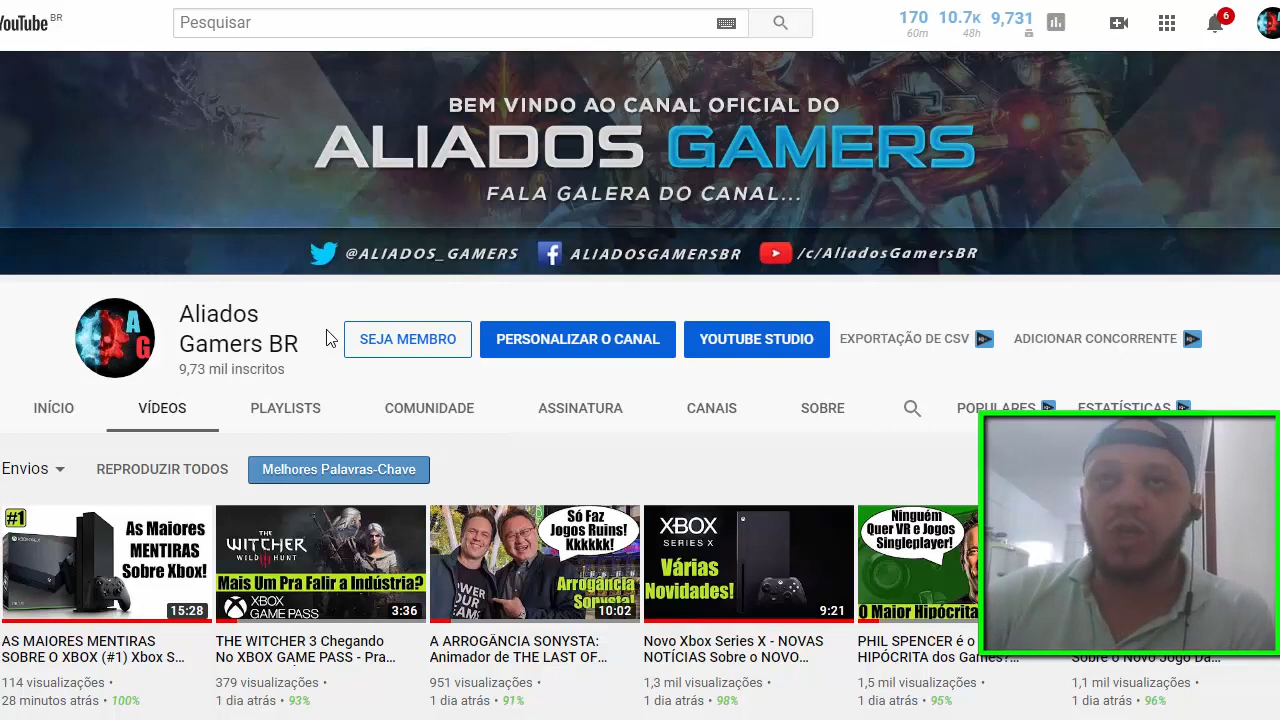 YouTube BR
Pesquisar
170 10.7K 9,731
60m 48h
6
BEM VINDO AO CANAL OFICIAL DO
ALIADOS GAMERS
FALA GALERA DO CANAL...
@ALIADOS_GAMERS ALIADOSGAMERSBR /c/AliadosGamersBR
Aliados
Gamers BR
9,73 mil inscritos
SEJA MEMBRO
PERSONALIZAR O CANAL
YOUTUBE STUDIO
EXPORTAÇÃO DE CSV
ADICIONAR CONCORRENTE
INÍCIO VÍDEOS PLAYLISTS COMUNIDADE ASSINATURA CANAIS SOBRE POPULARES ESTATÍSTICAS
Envios REPRODUZIR TODOS Melhores Palavras-Chave
#1
As Maiores
MENTIRAS
Sobre Xbox!
15:28
THE
WITCHER
WILD HUNT
Mais Um Pra Falir a Indústria?
XBOX
GAME PASS
3:36
Só Faz
Jogos Ruins!
Kkkkkk!
Arrogância
Sonysta!
10:02
XBOX
SERIES X
Várias
Novidades!
9:21
Ninguém
Quer VR e Jogos
Singleplayer!
O Maior Hipócrita
AS MAIORES MENTIRAS
SOBRE O XBOX (#1) Xbox S...
114 visualizações •
28 minutos atrás • 100%
THE WITCHER 3 Chegando
No XBOX GAME PASS - Pra...
379 visualizações •
1 dia atrás • 93%
A ARROGÂNCIA SONYSTA:
Animador de THE LAST OF...
951 visualizações •
1 dia atrás • 91%
Novo Xbox Series X - NOVAS
NOTÍCIAS Sobre o NOVO...
1,3 mil visualizações •
1 dia atrás • 98%
PHIL SPENCER é o
HIPÓCRITA dos Games?...
1,5 mil visualizações •
1 dia atrás • 95%
Sobre o Novo Jogo Da...
1,1 mil visualizações •
1 dia atrás • 96%